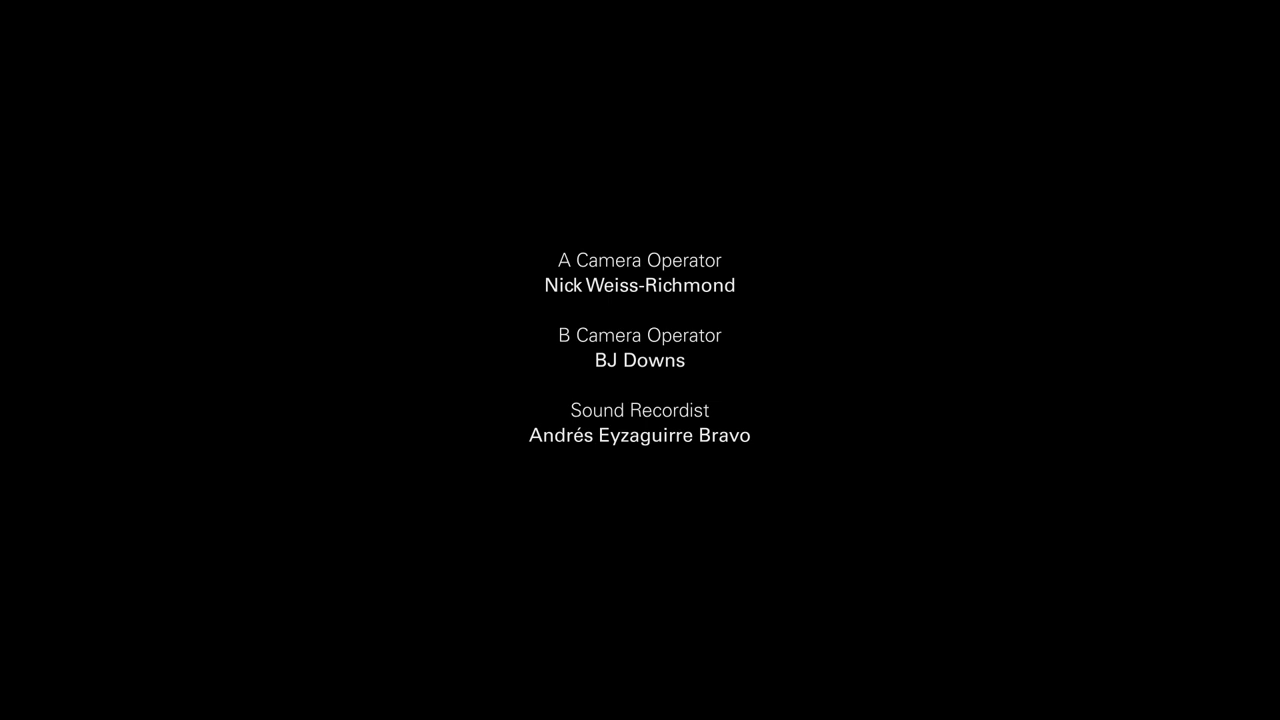 A Camera Operator
Nick Weiss-Richmond
B Camera Operator
BJ Downs
Sound Recordist
Andrés Eyzaguirre Bravo